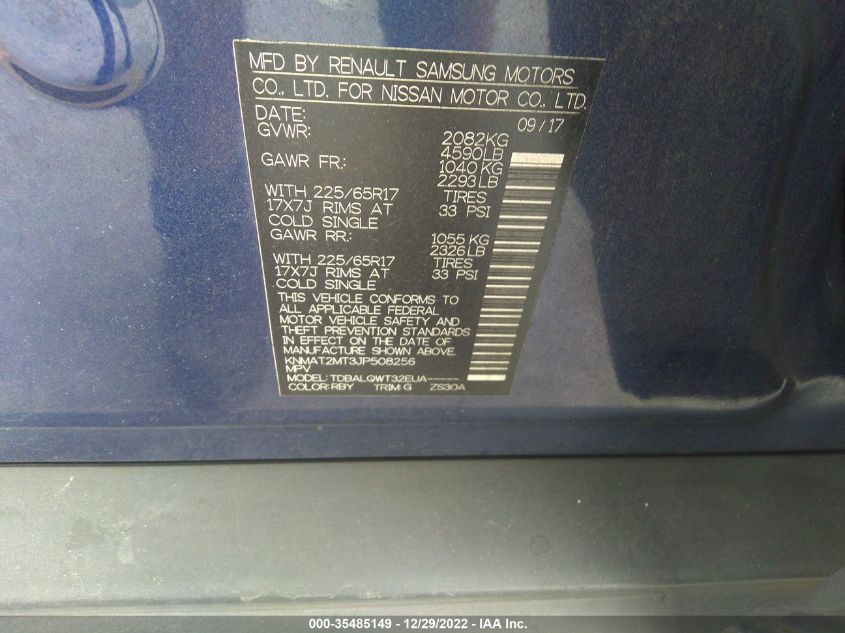 MFD BY RENAULT SAMSUNG MOTORS
CO., LTD. FOR NISSAN MOTOR CO., LTD.
DATE: 09/17
GVWR: 2082KG
4590LB
GAWR FR.: 1040 KG
2293LB
WITH 225/65R17 TIRES
17X7J RIMS AT 33 PSI
COLD SINGLE
GAWR RR.: 1055 KG
2326LB
WITH 225/65R17 TIRES
17X7J RIMS AT 33 PSI
COLD SINGLE
THIS VEHICLE CONFORMS TO
ALL APPLICABLE FEDERAL
MOTOR VEHICLE SAFETY AND
THEFT PREVENTION STANDARDS
IN EFFECT ON THE DATE OF
MANUFACTURE SHOWN ABOVE.
KNMAT2MT3JP508256
MPV
MODEL: TDBALQWT32EUA-----
COLOR: RBY TRIM: G ZS30A
000-35485149 - 12/29/2022 - IAA Inc.